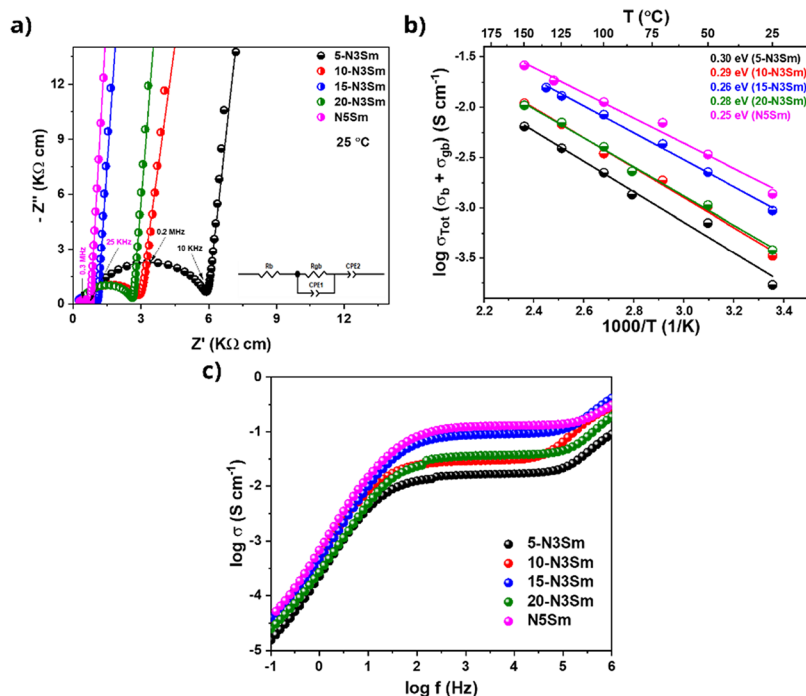 a)
- Z'' (KΩ cm)
12
9
6
3
0
0
3
6
9
12
Z' (KΩ cm)
5-N3Sm
10-N3Sm
15-N3Sm
20-N3Sm
N5Sm
25 °C
0.3 MHz
25 KHz
0.2 MHz
10 KHz
Rb
Rgb
CPE1
CPE2
b)
T (°C)
175 150 125 100 75 50 25
log σTot (σb + σgb) (S cm-1)
-1.5
-2.0
-2.5
-3.0
-3.5
0.30 eV (5-N3Sm)
0.29 eV (10-N3Sm)
0.26 eV (15-N3Sm)
0.28 eV (20-N3Sm)
0.25 eV (N5Sm)
2.2 2.4 2.6 2.8 3.0 3.2 3.4
1000/T (1/K)
c)
log σ (S cm-1)
0
-1
-2
-3
-4
-5
5-N3Sm
10-N3Sm
15-N3Sm
20-N3Sm
N5Sm
-1 0 1 2 3 4 5 6
log f (Hz)